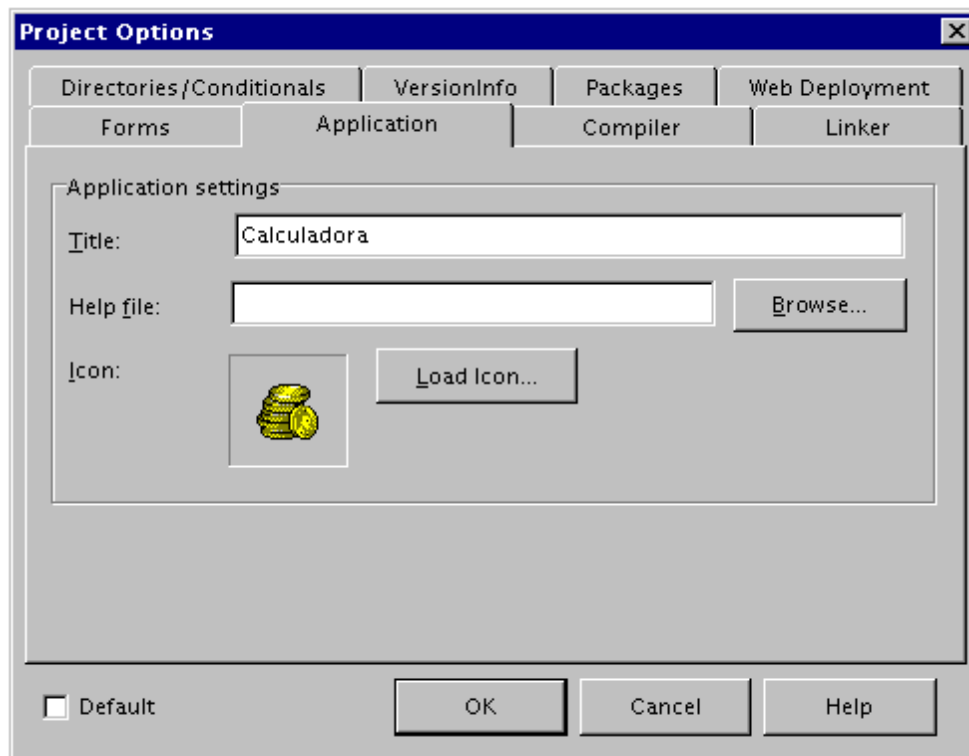 Project Options
Directories/Conditionals VersionInfo Packages Web Deployment
Forms Application Compiler Linker
Application settings
Title: Calculadora
Help file: Browse...
Icon: Load Icon...
Default OK Cancel Help